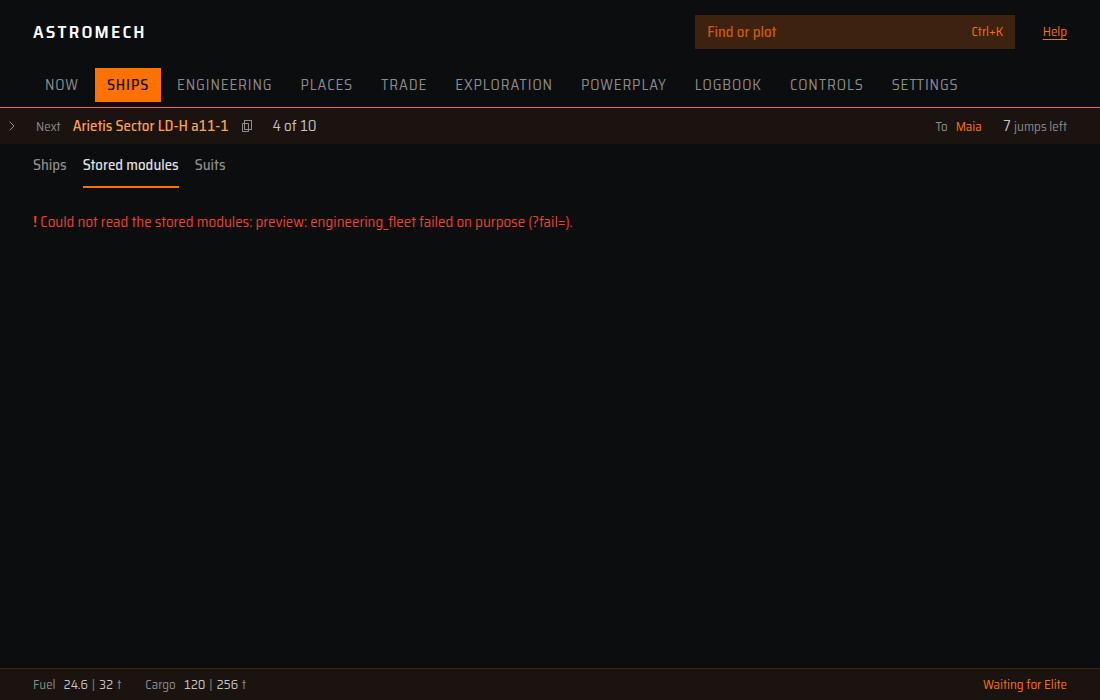 ASTROMECH Find or plot Ctrl+K Help
NOW SHIPS ENGINEERING PLACES TRADE EXPLORATION POWERPLAY LOGBOOK CONTROLS SETTINGS
Next Arietis Sector LD-H a11-1 4 of 10 To Maia 7 jumps left
Ships Stored modules Suits
! Could not read the stored modules: preview: engineering_fleet failed on purpose (?fail=).
Fuel 24.6 | 32 t Cargo 120 | 256 t Waiting for Elite